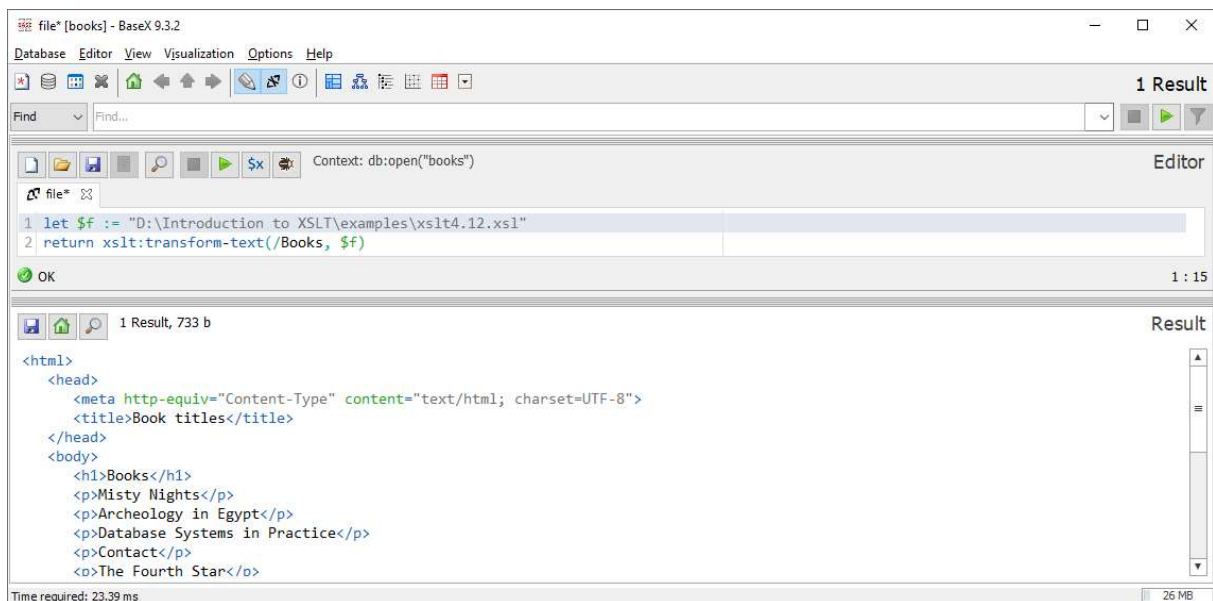 file* [books] - BaseX 9.3.2
Database Editor View Visualization Options Help
1 Result
Find Find...
$x Context: db:open("books") Editor
file*
1 let $f := "D:\Introduction to XSLT\examples\xslt4.12.xsl"
2 return xslt:transform-text(/Books, $f)
OK 1 : 15
1 Result, 733 b Result
<html>
<head>
<meta http-equiv="Content-Type" content="text/html; charset=UTF-8">
<title>Book titles</title>
</head>
<body>
<h1>Books</h1>
<p>Misty Nights</p>
<p>Archeology in Egypt</p>
<p>Database Systems in Practice</p>
<p>Contact</p>
<p>The Fourth Star</p>
Time required: 23.39 ms 26 MB